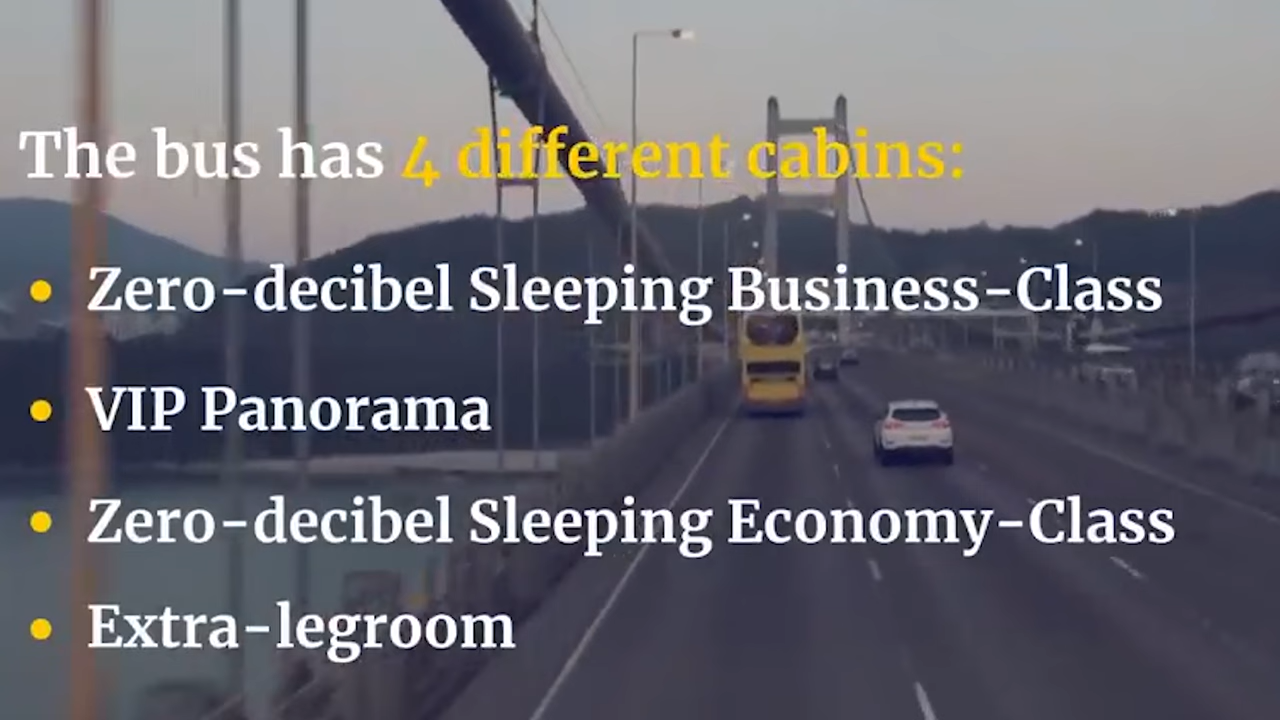 The bus has 4 different cabins:
• Zero-decibel Sleeping Business-Class
• VIP Panorama
• Zero-decibel Sleeping Economy-Class
• Extra-legroom